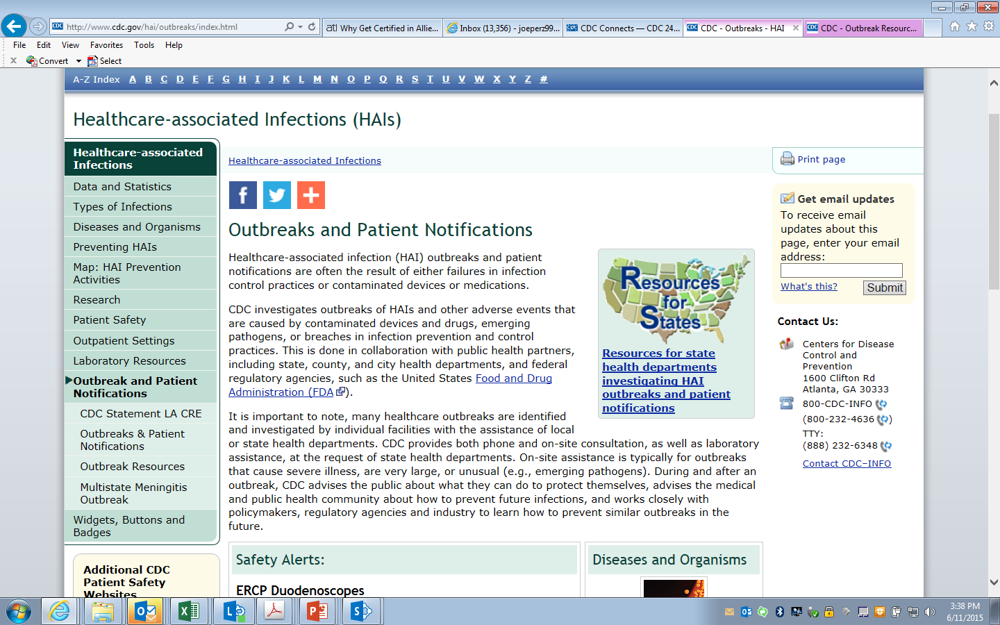 http://www.cdc.gov/hai/outbreaks/index.html
Why Get Certified in Allie...
Inbox (13,356) - joeperz99...
CDC Connects — CDC 24...
CDC - Outbreaks - HAI
CDC - Outbreak Resourc...
File Edit View Favorites Tools Help
Convert Select
A-Z Index A B C D E F G H I J K L M N O P Q R S T U V W X Y Z #
Healthcare-associated Infections (HAIs)
Healthcare-associated
Infections
Data and Statistics
Types of Infections
Diseases and Organisms
Preventing HAIs
Map: HAI Prevention
Activities
Research
Patient Safety
Outpatient Settings
Laboratory Resources
Outbreak and Patient
Notifications
CDC Statement LA CRE
Outbreaks & Patient
Notifications
Outbreak Resources
Multistate Meningitis
Outbreak
Widgets, Buttons and
Badges
Additional CDC
Patient Safety
Websites
Healthcare-associated Infections
Outbreaks and Patient Notifications
Healthcare-associated infection (HAI) outbreaks and patient
notifications are often the result of either failures in infection
control practices or contaminated devices or medications.
CDC investigates outbreaks of HAIs and other adverse events that
are caused by contaminated devices and drugs, emerging
pathogens, or breaches in infection prevention and control
practices. This is done in collaboration with public health partners,
including state, county, and city health departments, and federal
regulatory agencies, such as the United States Food and Drug
Administration (FDA).
Resources
for
States
Resources for state
health departments
investigating HAI
outbreaks and patient
notifications
It is important to note, many healthcare outbreaks are identified
and investigated by individual facilities with the assistance of local
or state health departments. CDC provides both phone and on-site consultation, as well as laboratory
assistance, at the request of state health departments. On-site assistance is typically for outbreaks
that cause severe illness, are very large, or unusual (e.g., emerging pathogens). During and after an
outbreak, CDC advises the public about what they can do to protect themselves, advises the medical
and public health community about how to prevent future infections, and works closely with
policymakers, regulatory agencies and industry to learn how to prevent similar outbreaks in the
future.
Safety Alerts:
ERCP Duodenoscopes
Diseases and Organisms
Print page
Get email updates
To receive email
updates about this
page, enter your email
address:
What's this? Submit
Contact Us:
Centers for Disease
Control and
Prevention
1600 Clifton Rd
Atlanta, GA 30333
800-CDC-INFO
(800-232-4636)
TTY:
(888) 232-6348
Contact CDC–INFO
3:38 PM
6/11/2015